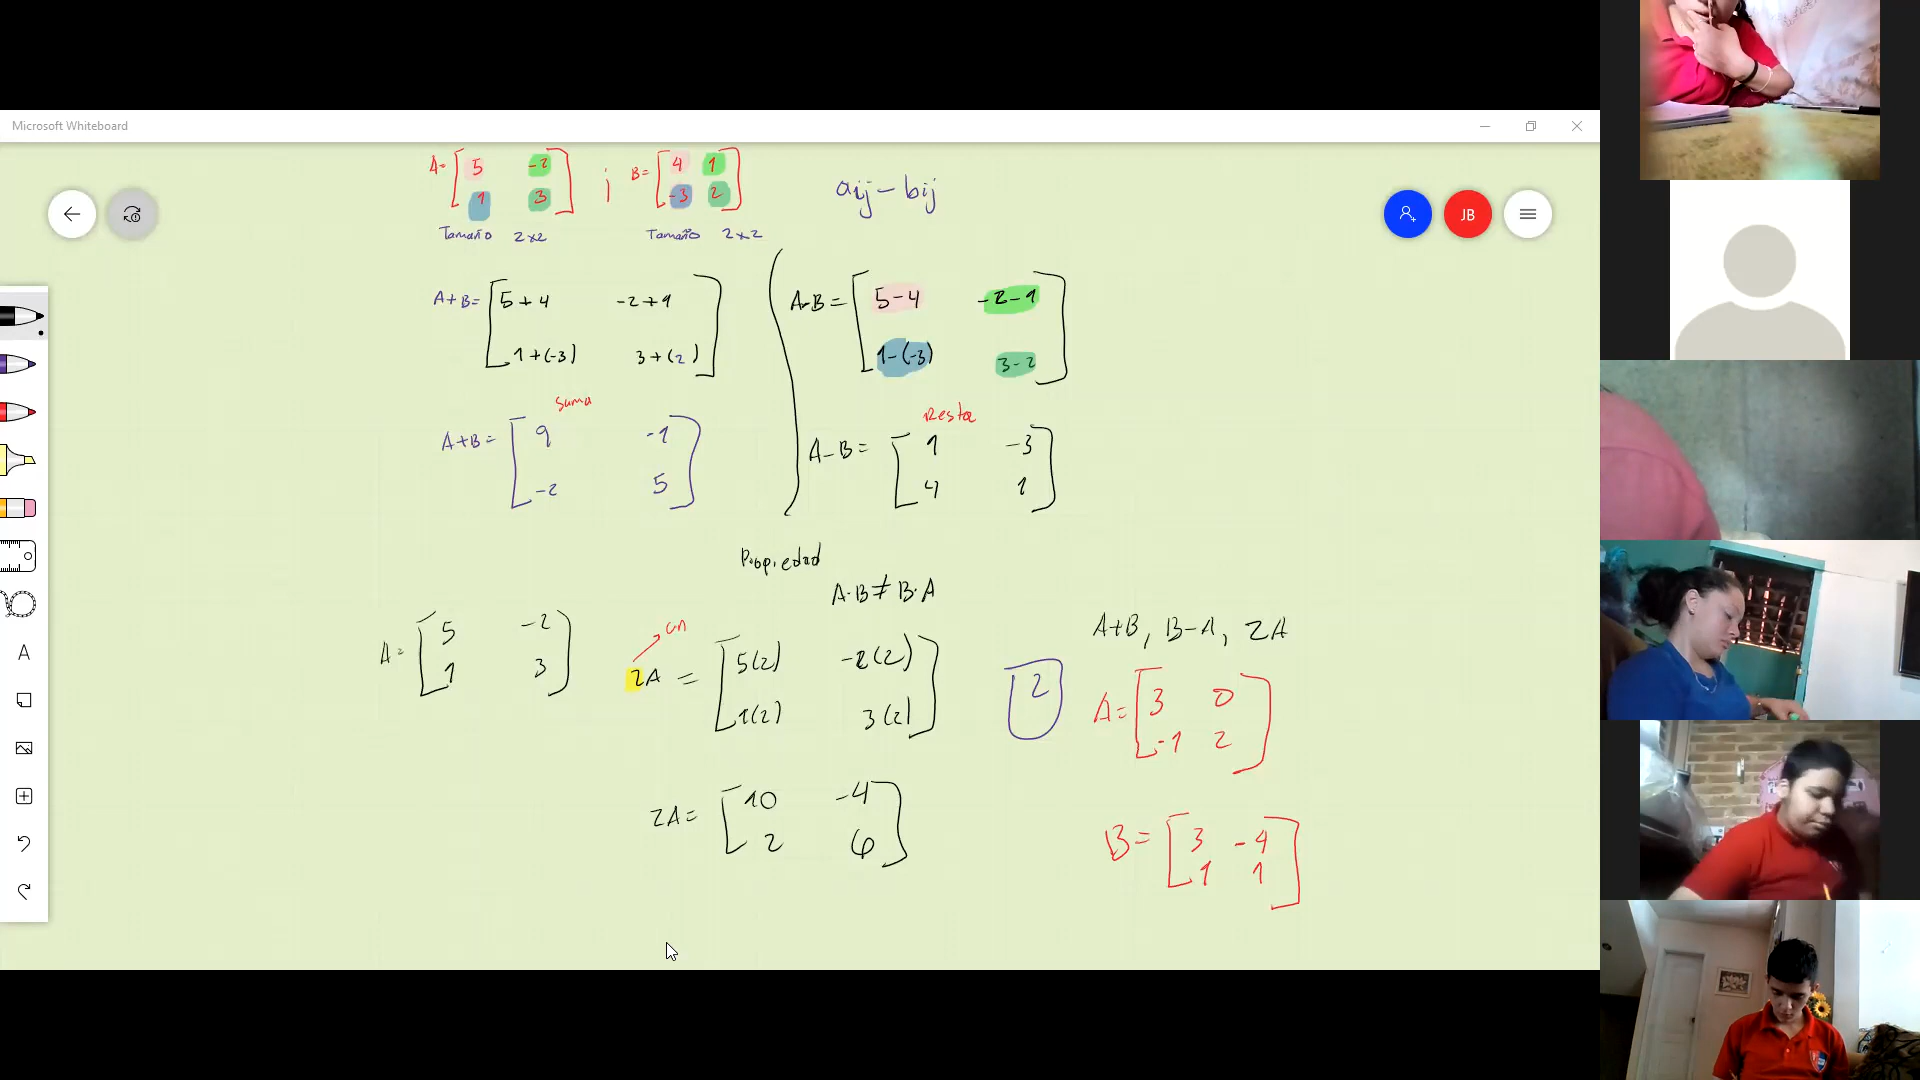 Microsoft Whiteboard
A= [ 5 -2 ; B= [ 4 1 aij - bij
1 3 ] -3 2 ]
Tamaño 2x2 Tamaño 2x2
JB
A+B= [ 5+4 -2+1
1+(-3) 3+(2) ]
A-B = [ 5-4 -2-1
1-(-3) 3-2 ]
Suma
A+B= [ 9 -1
-2 5 ]
Resta
A-B= [ 1 -3
4 1 ]
Propiedad
A·B≠B·A
A= [ 5 -2
1 3 ]
2A = [ 5(2) -2(2)
1(2) 3(2) ]
2A= [ 10 -4
2 6 ]
2
A+B, B-A, 2A
A= [ 3 0
-1 2 ]
B= [ 3 -4
1 1 ]
A